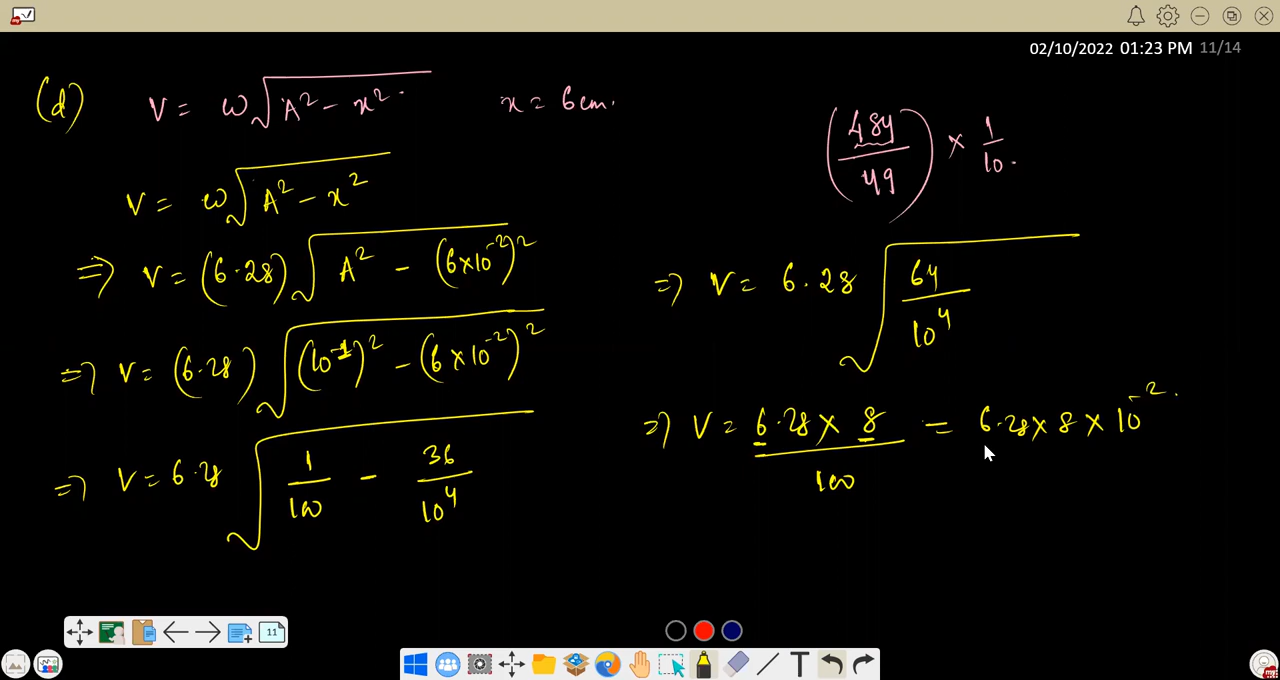 02/10/2022 01:23 PM 11/14
(d) V = ω√(A² - x²) x = 6cm.
V = ω√(A² - x²)
⇒ V = (6.28) √(A² - (6×10⁻²)²)
⇒ V = (6.28) √((10⁻¹)² - (6×10⁻²)²)
⇒ V = 6.28 √(1/100 - 36/10⁴)
(484/49) × 1/10.
⇒ V = 6.28 √(64/10⁴)
⇒ V = 6.28 × 8/100 = 6.28 × 8 × 10⁻².
11
T